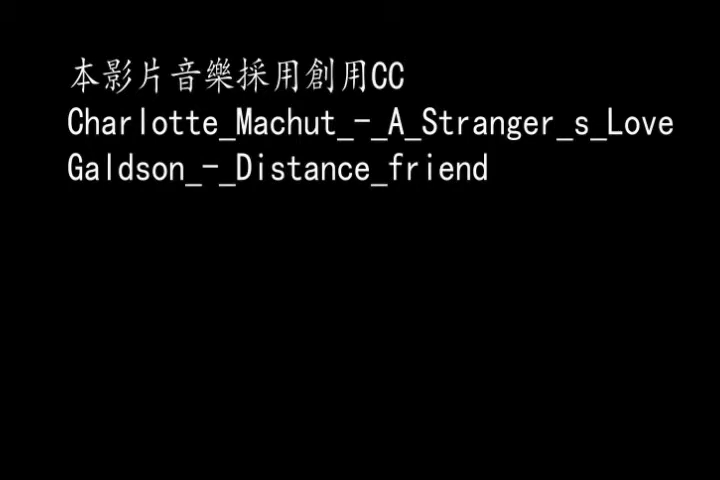 本影片音樂採用創用CC
Charlotte_Machut_-_A_Stranger_s_Love
Galdson_-_Distance_friend